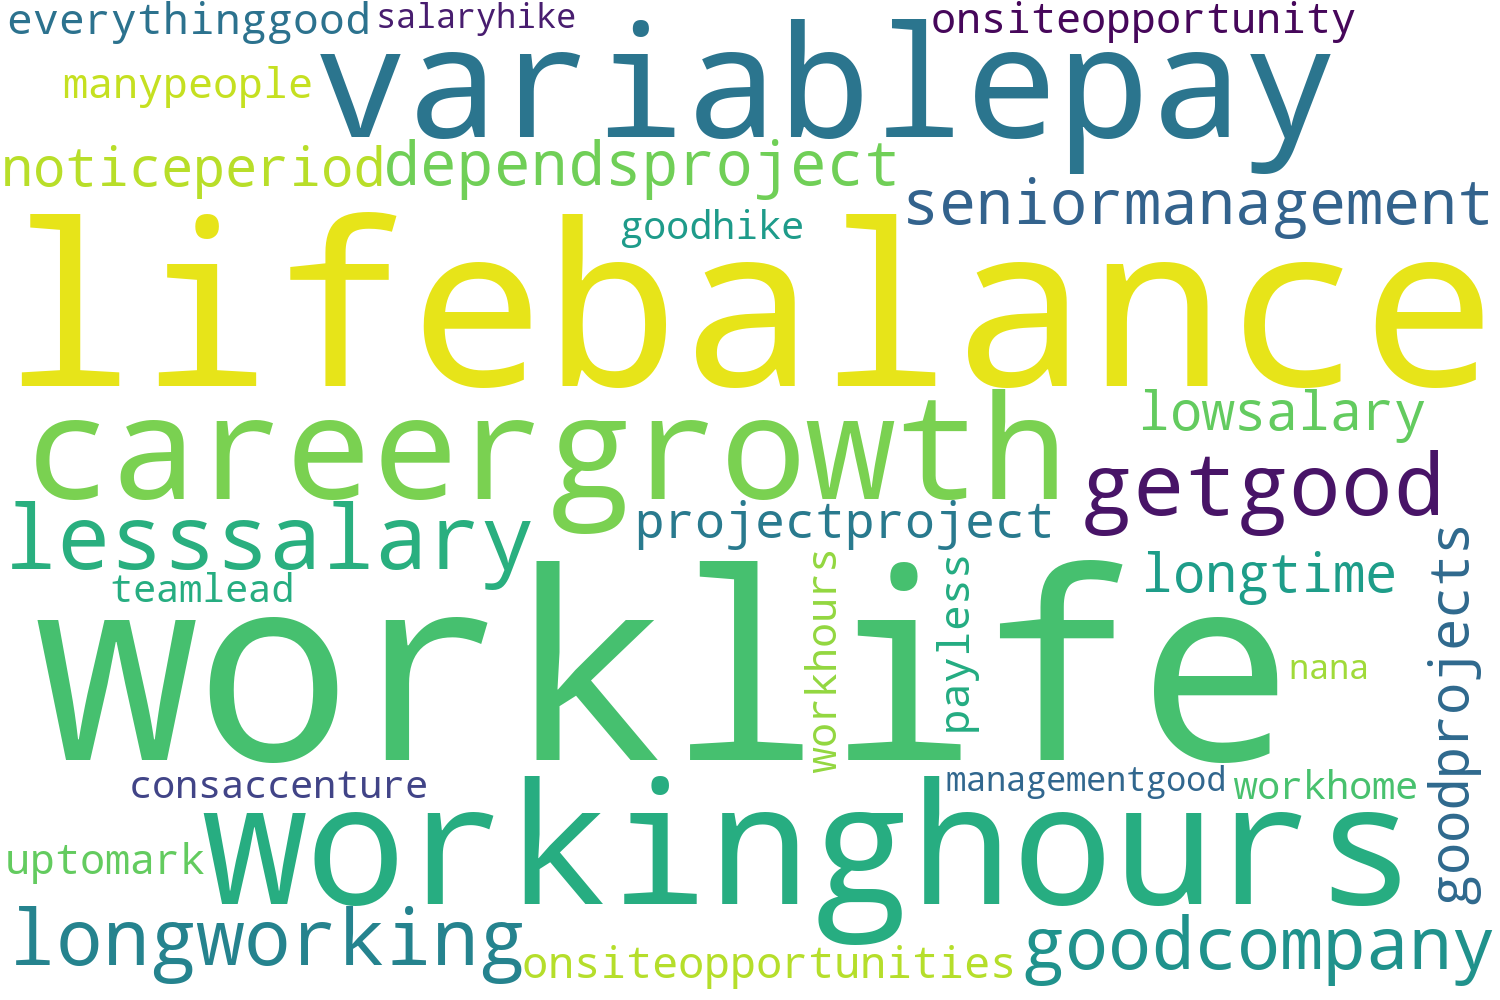 everythinggood
salaryhike
onsiteopportunity
variablepay
manypeople
noticeperiod
dependsproject
seniormanagement
goodhike
lifebalance
careergrowth
lowsalary
getgood
lesssalary
projectproject
teamlead
worklife
workhours
payless
longtime
goodprojects
nana
consaccenture
managementgood
workhome
workinghours
uptomark
longworking
onsiteopportunities
goodcompany